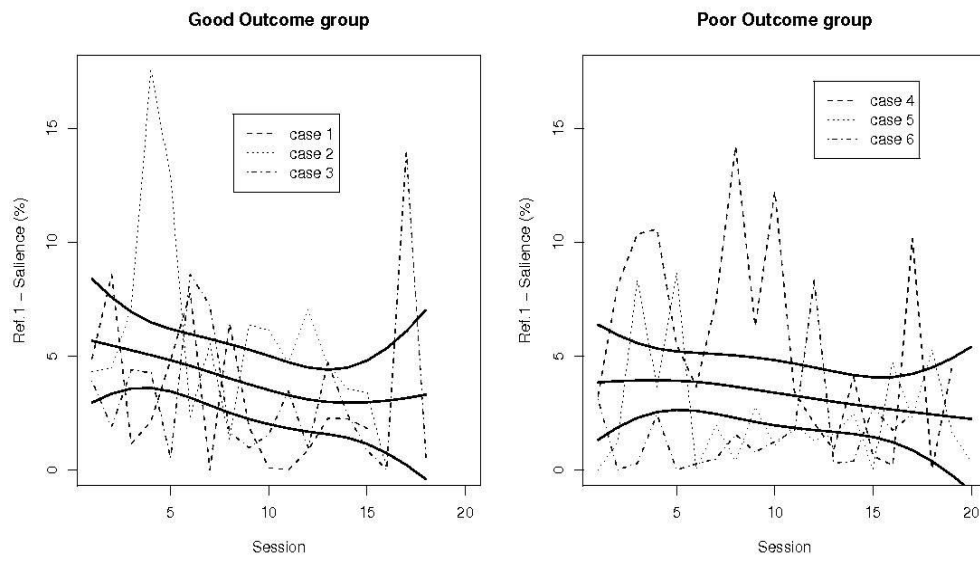 Good Outcome group
Ref.1 – Salience (%)
15
10
5
0
case 1
case 2
case 3
5
10
15
20
Session
Poor Outcome group
Ref.1 – Salience (%)
15
10
5
0
case 4
case 5
case 6
5
10
15
20
Session